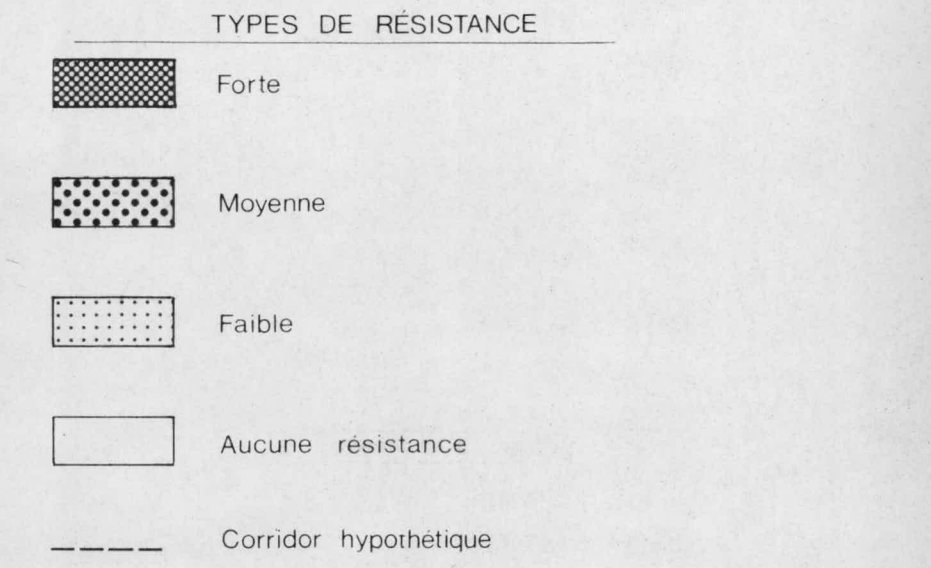 TYPES DE RÉSISTANCE
Forte
Moyenne
Faible
Aucune résistance
Corridor hypothétique